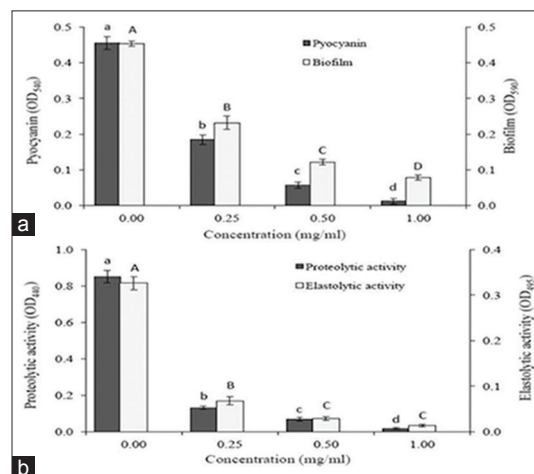 0.5
0.4
0.3
0.2
0.1
0.0
Pyocyanin (OD540)
a A
b B
c C
d D
Pyocyanin
Biofilm
0.5
0.4
0.3
0.2
0.1
0.0
Biofilm (OD590)
0.00 0.25 0.50 1.00
Concentration (mg/ml)
a
1.0
0.8
0.6
0.4
0.2
0.0
Proteolytic activity (OD440)
a A
b B
c C
d C
Proteolytic activity
Elastolytic activity
0.4
0.3
0.2
0.1
0.0
Elastolytic activity (OD495)
0.00 0.25 0.50 1.00
Concentration (mg/ml)
b